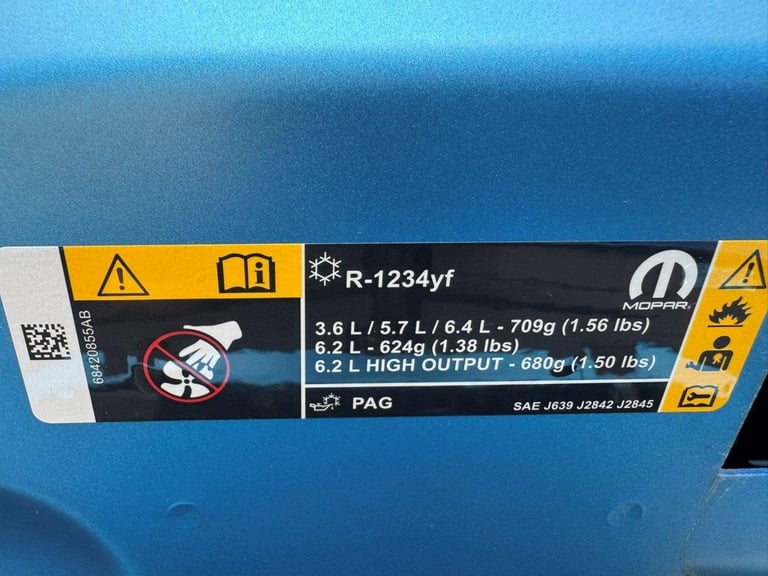 68420855AB
R-1234yf
MOPAR
3.6 L / 5.7 L / 6.4 L - 709g (1.56 lbs)
6.2 L - 624g (1.38 lbs)
6.2 L HIGH OUTPUT - 680g (1.50 lbs)
PAG
SAE J639 J2842 J2845